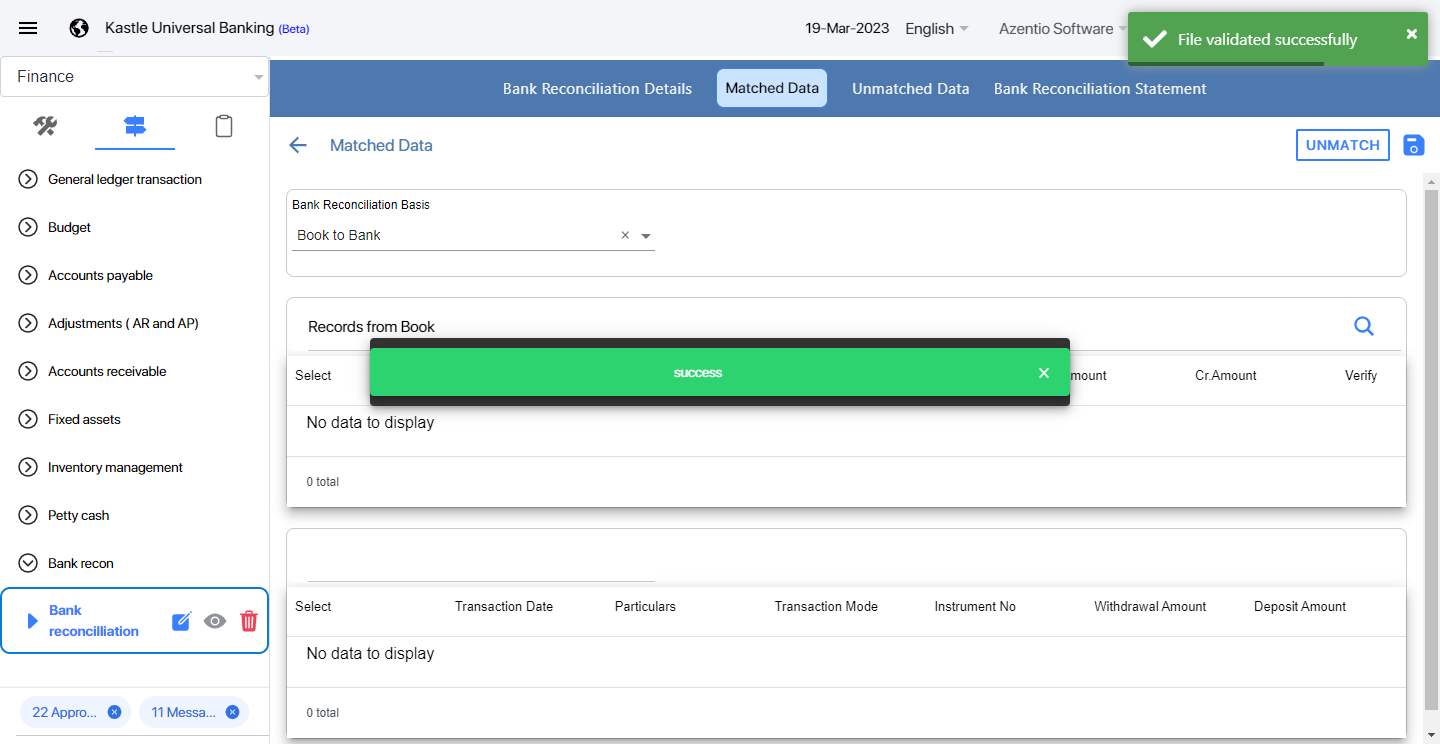 Kastle Universal Banking (Beta)
19-Mar-2023
English
Azentio Software
File validated successfully
Finance
Bank Reconciliation Details
Matched Data
Unmatched Data
Bank Reconciliation Statement
Matched Data
UNMATCH
General ledger transaction
Budget
Accounts payable
Adjustments ( AR and AP)
Accounts receivable
Fixed assets
Inventory management
Petty cash
Bank recon
Bank
reconcilliation
22 Appro...
11 Messa...
Bank Reconciliation Basis
Book to Bank
Records from Book
success
Select
mount
Cr.Amount
Verify
No data to display
0 total
Select
Transaction Date
Particulars
Transaction Mode
Instrument No
Withdrawal Amount
Deposit Amount
No data to display
0 total